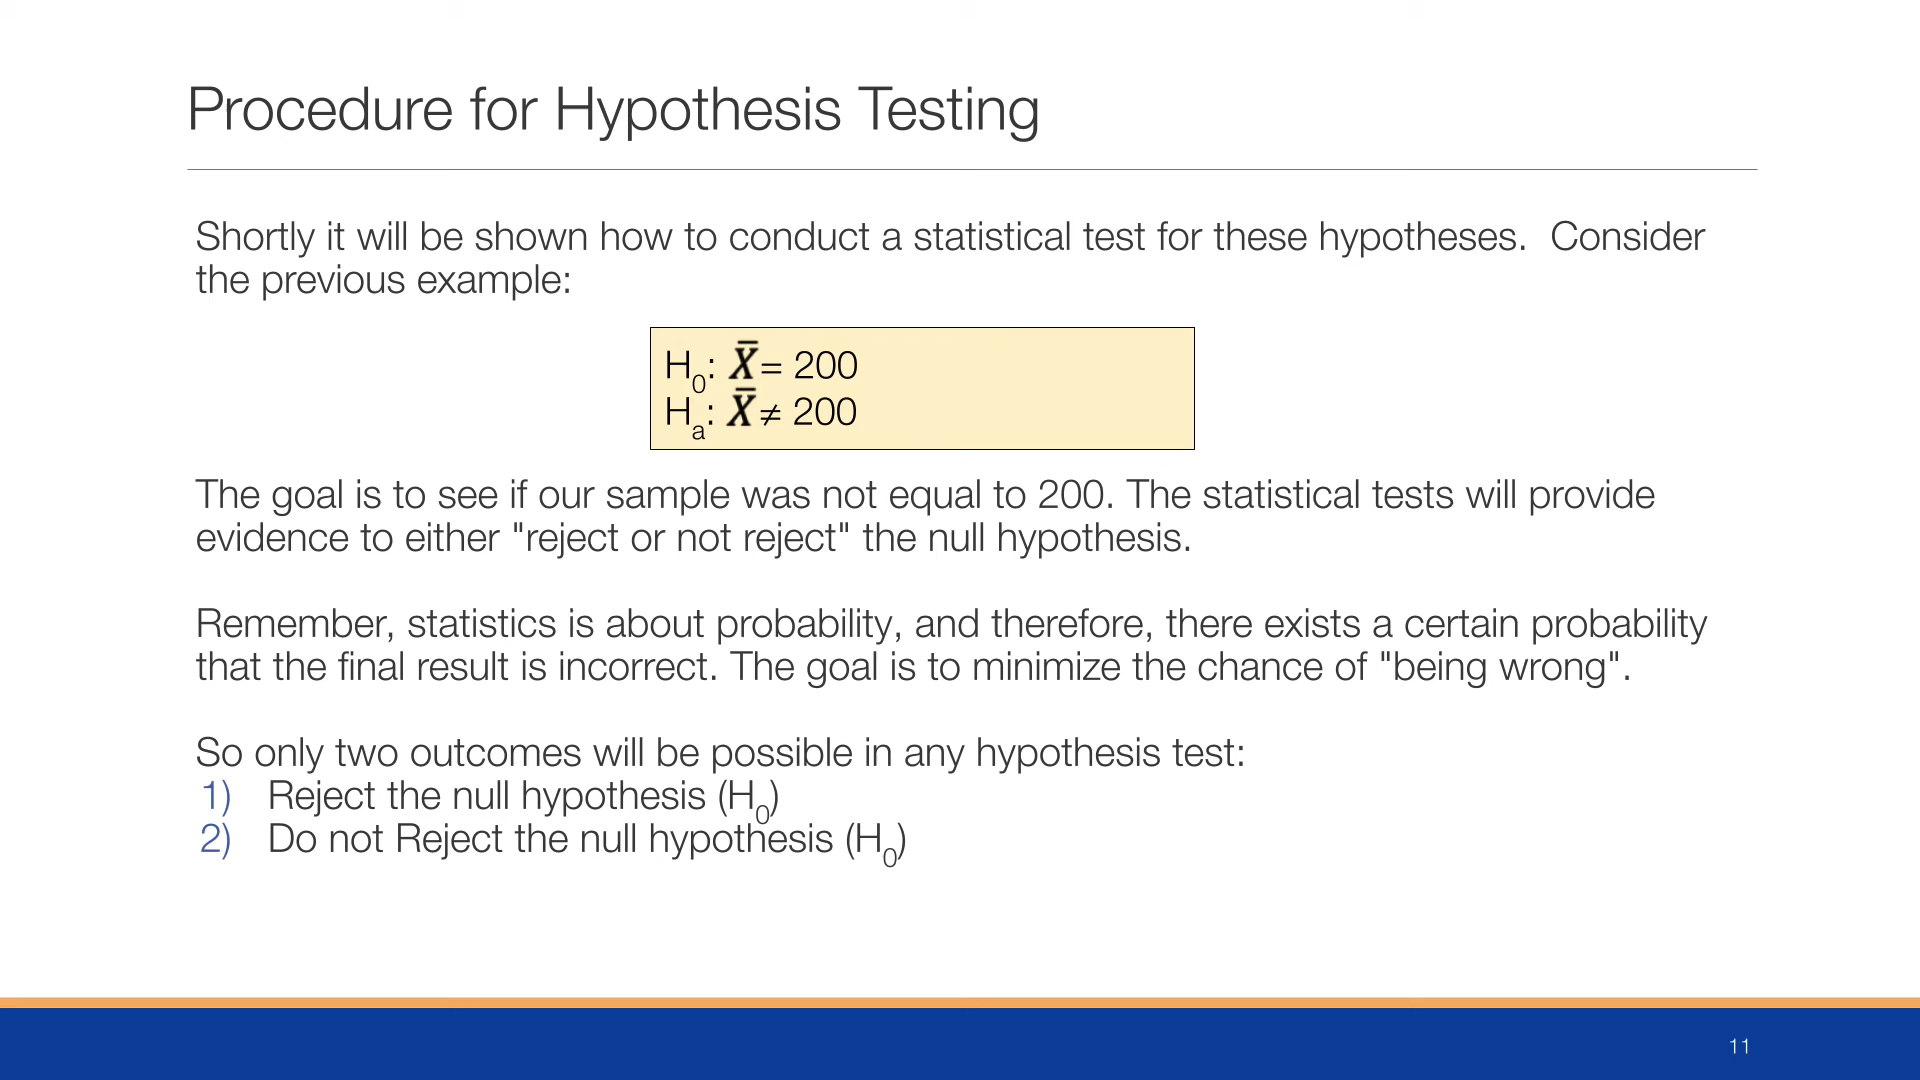 Procedure for Hypothesis Testing
Shortly it will be shown how to conduct a statistical test for these hypotheses.  Consider
the previous example:
H₀: X̄ = 200
Hₐ: X̄ ≠ 200
The goal is to see if our sample was not equal to 200. The statistical tests will provide
evidence to either "reject or not reject" the null hypothesis.
Remember, statistics is about probability, and therefore, there exists a certain probability
that the final result is incorrect. The goal is to minimize the chance of "being wrong".
So only two outcomes will be possible in any hypothesis test:
1) Reject the null hypothesis (H₀)
2) Do not Reject the null hypothesis (H₀)
11